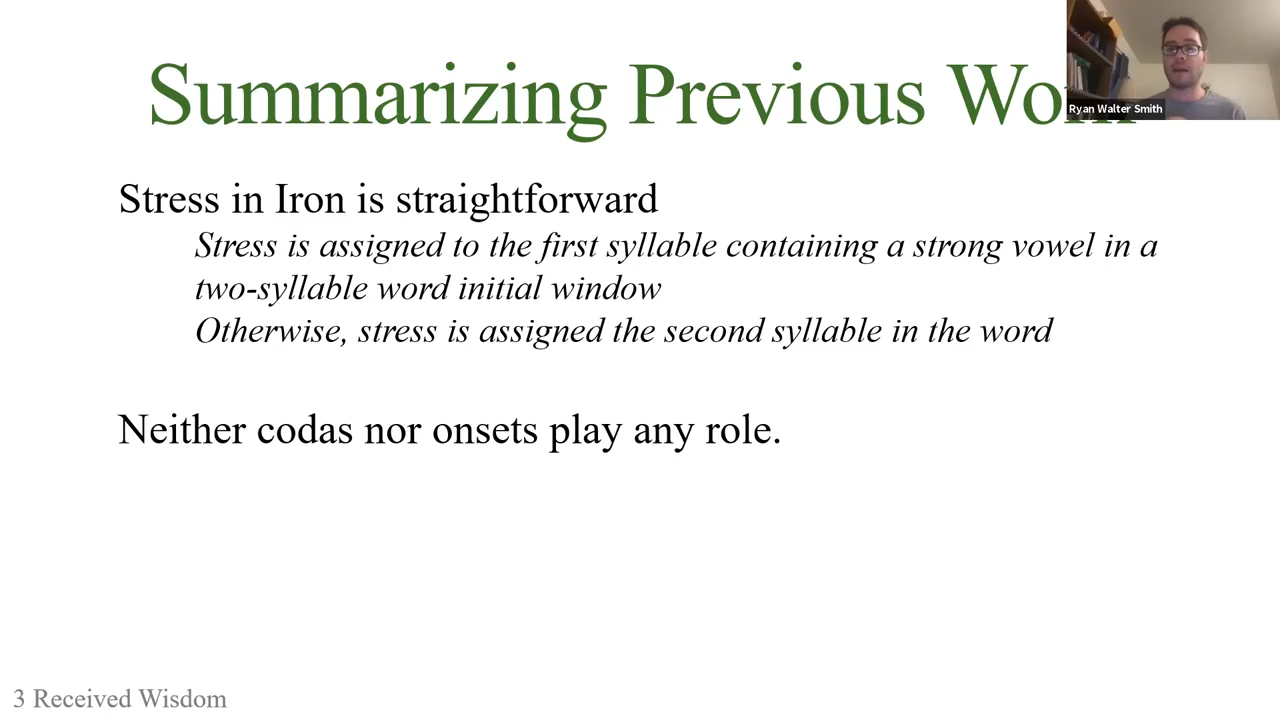 Summarizing Previous
Ryan Walter Smith
Stress in Iron is straightforward
Stress is assigned to the first syllable containing a strong vowel in a
two-syllable word initial window
Otherwise, stress is assigned the second syllable in the word
Neither codas nor onsets play any role.
3 Received Wisdom